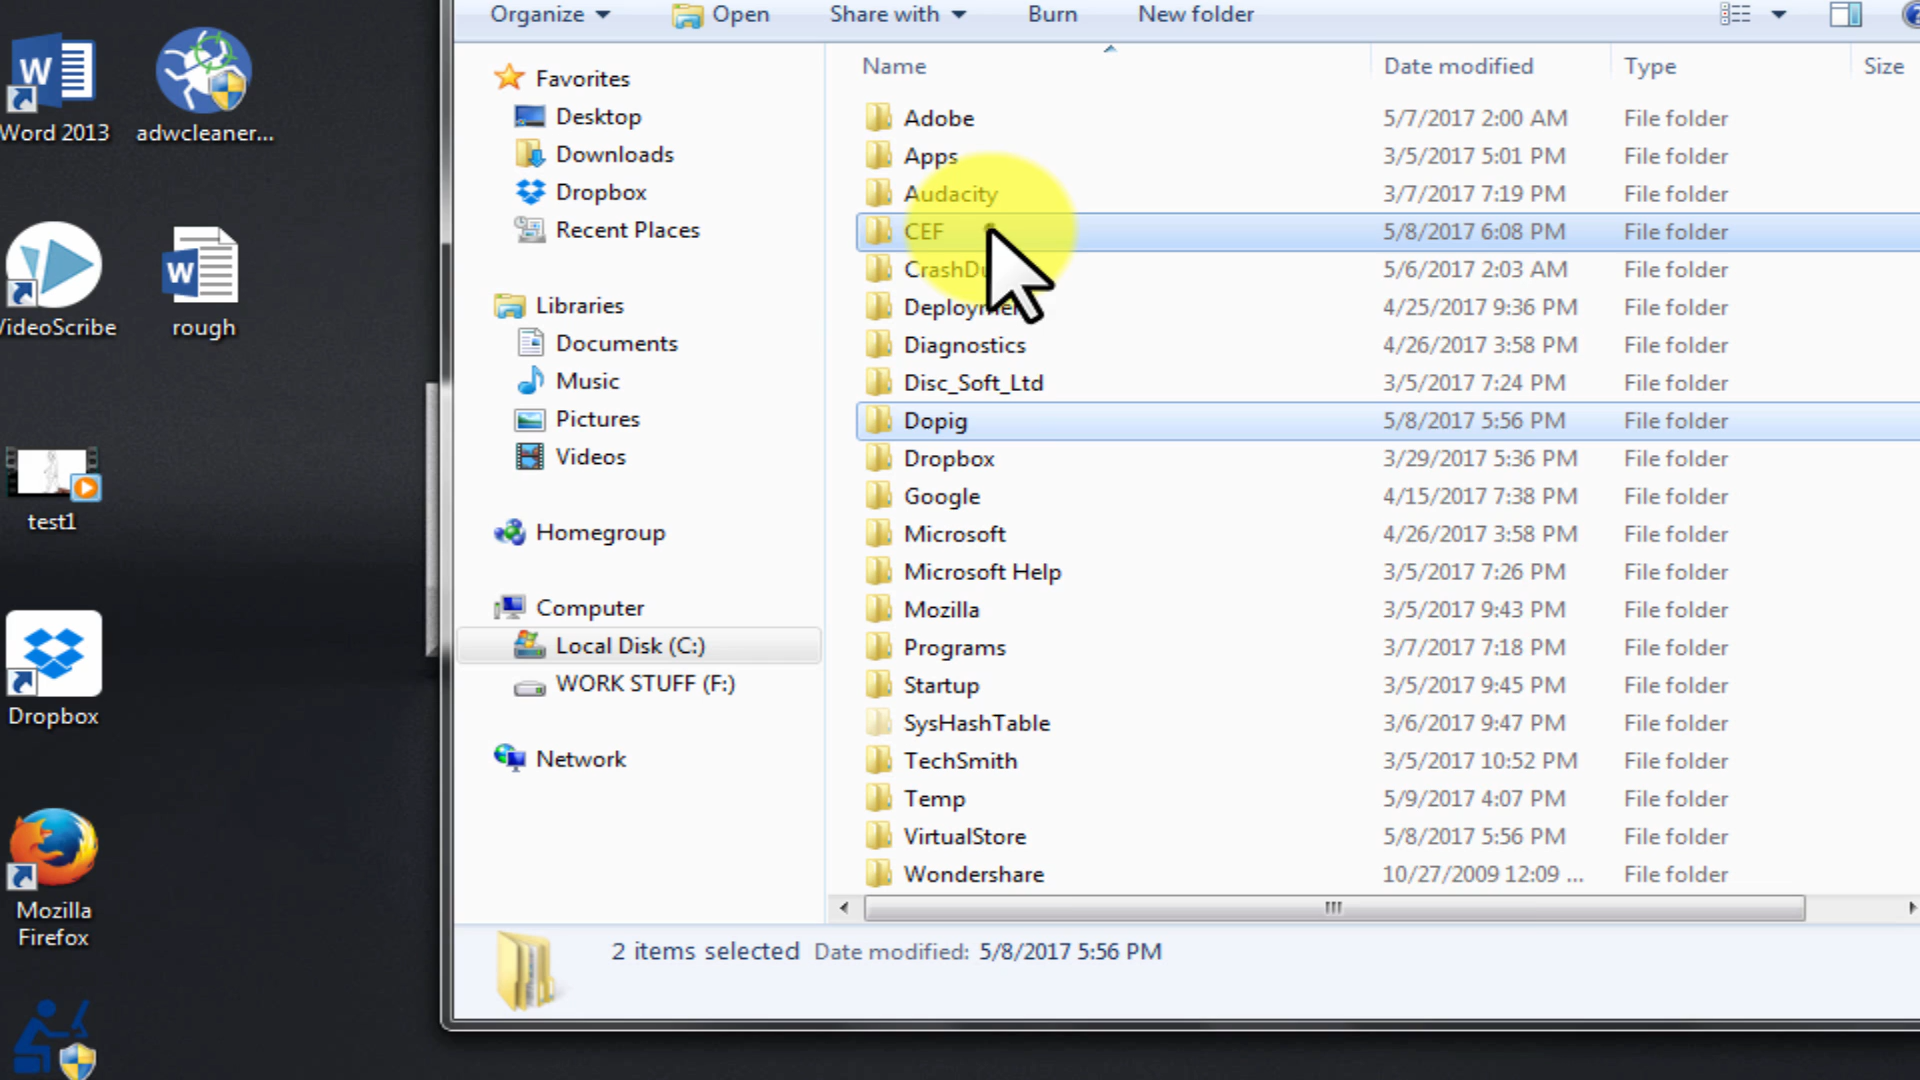 Organize
Open
Share with
Burn
New folder
Word 2013
adwcleaner...
VideoScribe
rough
test1
Dropbox
Mozilla
Firefox
Favorites
Desktop
Downloads
Dropbox
Recent Places
Libraries
Documents
Music
Pictures
Videos
Homegroup
Computer
Local Disk (C:)
WORK STUFF (F:)
Network
Name Date modified Type Size
Adobe 5/7/2017 2:00 AM File folder
Apps 3/5/2017 5:01 PM File folder
Audacity 3/7/2017 7:19 PM File folder
CEF 5/8/2017 6:08 PM File folder
CrashDu 5/6/2017 2:03 AM File folder
Deployment 4/25/2017 9:36 PM File folder
Diagnostics 4/26/2017 3:58 PM File folder
Disc_Soft_Ltd 3/5/2017 7:24 PM File folder
Dopig 5/8/2017 5:56 PM File folder
Dropbox 3/29/2017 5:36 PM File folder
Google 4/15/2017 7:38 PM File folder
Microsoft 4/26/2017 3:58 PM File folder
Microsoft Help 3/5/2017 7:26 PM File folder
Mozilla 3/5/2017 9:43 PM File folder
Programs 3/7/2017 7:18 PM File folder
Startup 3/5/2017 9:45 PM File folder
SysHashTable 3/6/2017 9:47 PM File folder
TechSmith 3/5/2017 10:52 PM File folder
Temp 5/9/2017 4:07 PM File folder
VirtualStore 5/8/2017 5:56 PM File folder
Wondershare 10/27/2009 12:09 ... File folder
2 items selected Date modified: 5/8/2017 5:56 PM